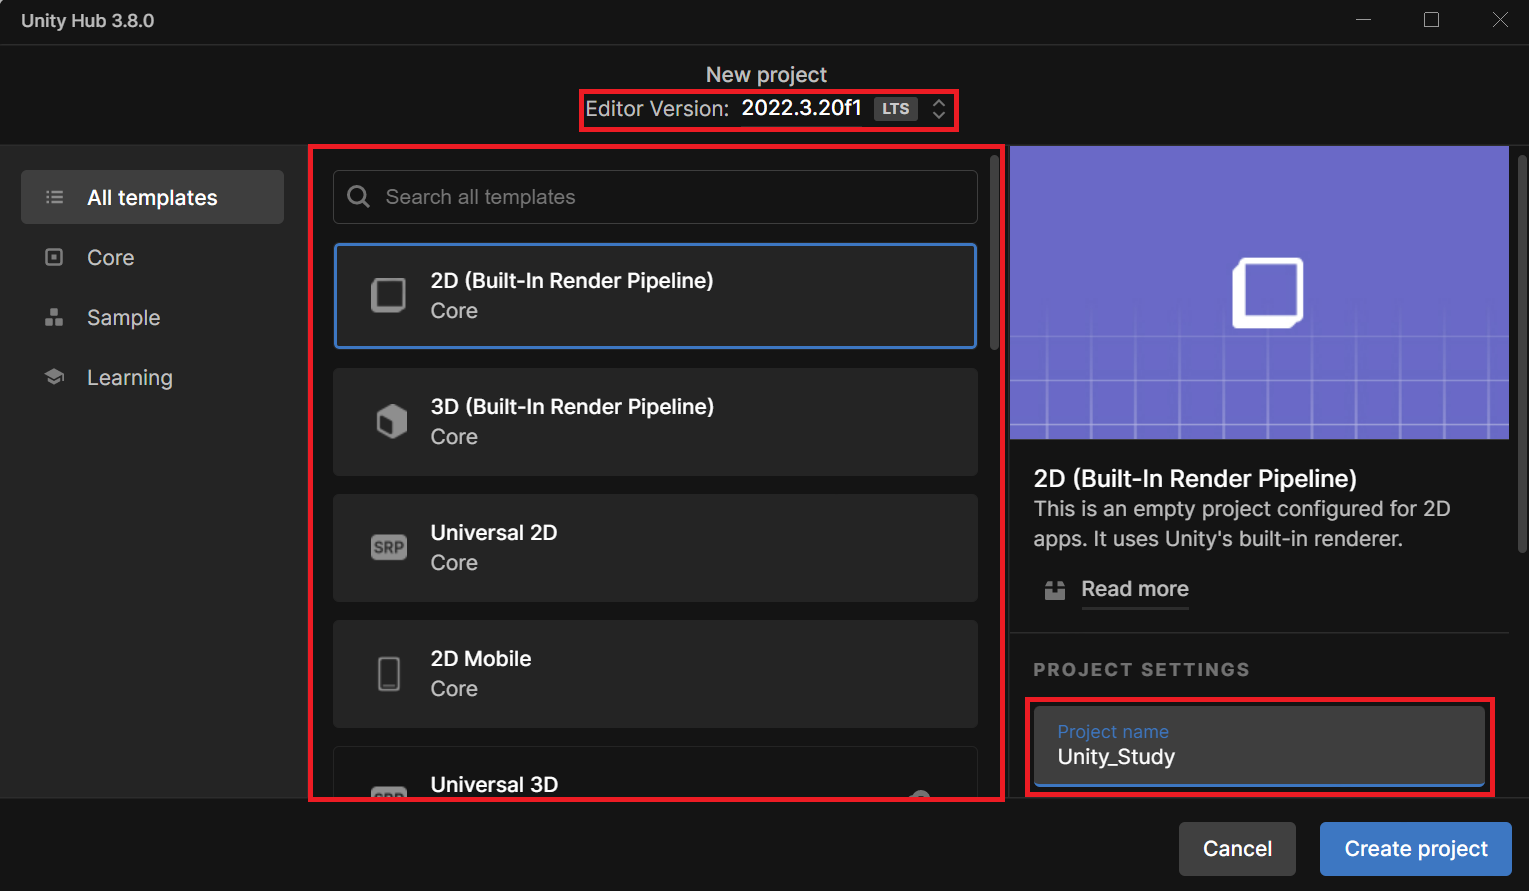 Unity Hub 3.8.0
New project
Editor Version: 2022.3.20f1 LTS
All templates
Core
Sample
Learning
Search all templates
2D (Built-In Render Pipeline)
Core
3D (Built-In Render Pipeline)
Core
SRP
Universal 2D
Core
2D Mobile
Core
SRP
Universal 3D
2D (Built-In Render Pipeline)
This is an empty project configured for 2D
apps. It uses Unity's built-in renderer.
Read more
PROJECT SETTINGS
Project name
Unity_Study
Cancel
Create project